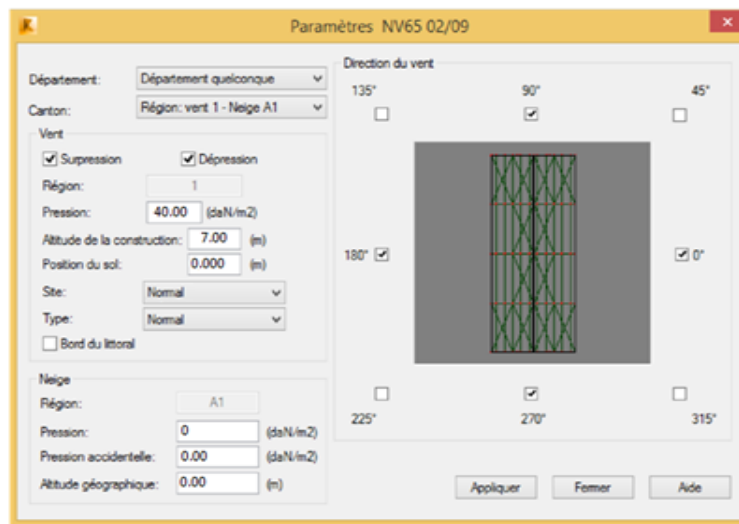 Paramètres NV65 02/09
Département: Département quelconque
Canton: Région: vent 1 - Neige A1
Vent
Surpression Dépression
Région: 1
Pression: 40.00 (daN/m2)
Altitude de la construction: 7.00 (m)
Position du sol: 0.000 (m)
Site: Normal
Type: Normal
Bord du littoral
Neige
Région: A1
Pression: 0 (daN/m2)
Pression accidentelle: 0.00 (daN/m2)
Altitude géographique: 0.00 (m)
Direction du vent
135° 90° 45°
180° 0°
225° 270° 315°
Appliquer Fermer Aide